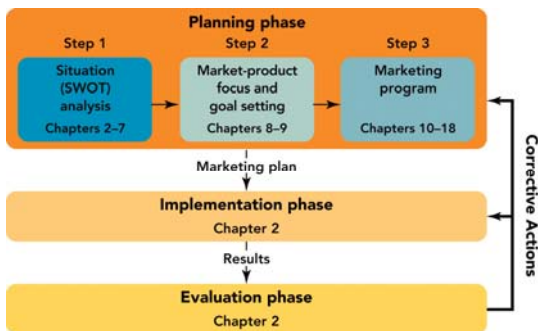 Planning phase
Step 1
Step 2
Step 3
Situation
(SWOT)
analysis
Chapters 2–7
Market-product
focus and
goal setting
Chapters 8–9
Marketing
program
Chapters 10–18
Marketing plan
Implementation phase
Chapter 2
Results
Evaluation phase
Chapter 2
Corrective Actions